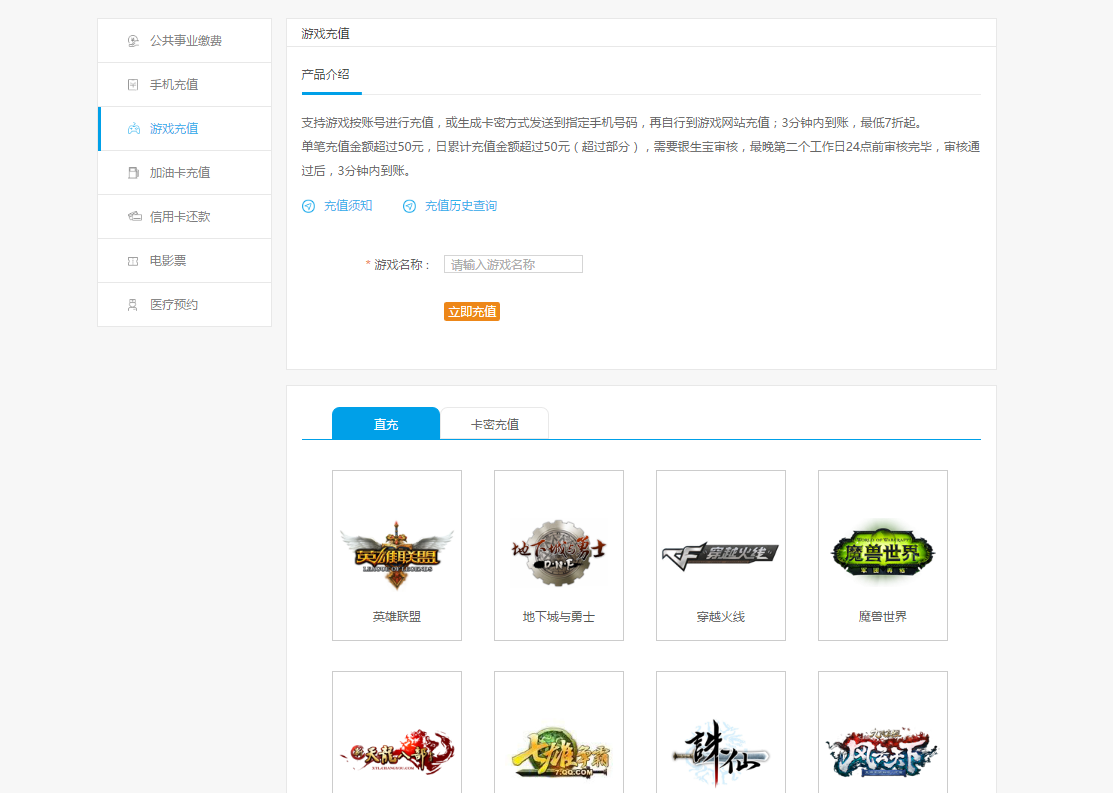 公共事业缴费
手机充值
游戏充值
加油卡充值
信用卡还款
电影票
医疗预约
游戏充值
产品介绍
支持游戏按账号进行充值，或生成卡密方式发送到指定手机号码，再自行到游戏网站充值；3分钟内到账，最低7折起。
单笔充值金额超过50元，日累计充值金额超过50元（超过部分），需要银生宝审核，最晚第二个工作日24点前审核完毕，审核通
过后，3分钟内到账。
充值须知 充值历史查询
* 游戏名称： 请输入游戏名称
立即充值
直充 卡密充值
英雄联盟
LEAGUE OF LEGENDS
地下城与勇士
D·N·F
CF 穿越火线
WORLD OF WARCRAFT
魔兽世界
英雄联盟 地下城与勇士 穿越火线 魔兽世界
天龙八部
七雄争霸
7.QQ.COM
誅仙
风云天下